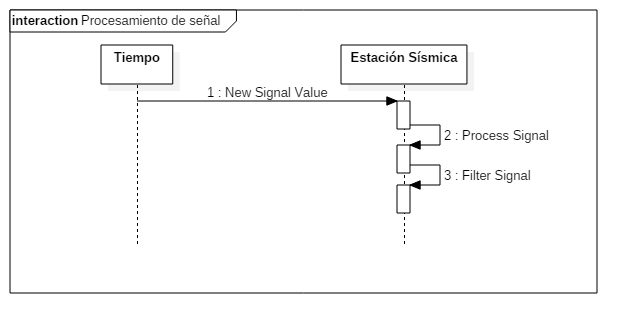 interaction Procesamiento de señal
Tiempo
Estación Sísmica
1 : New Signal Value
2 : Process Signal
3 : Filter Signal